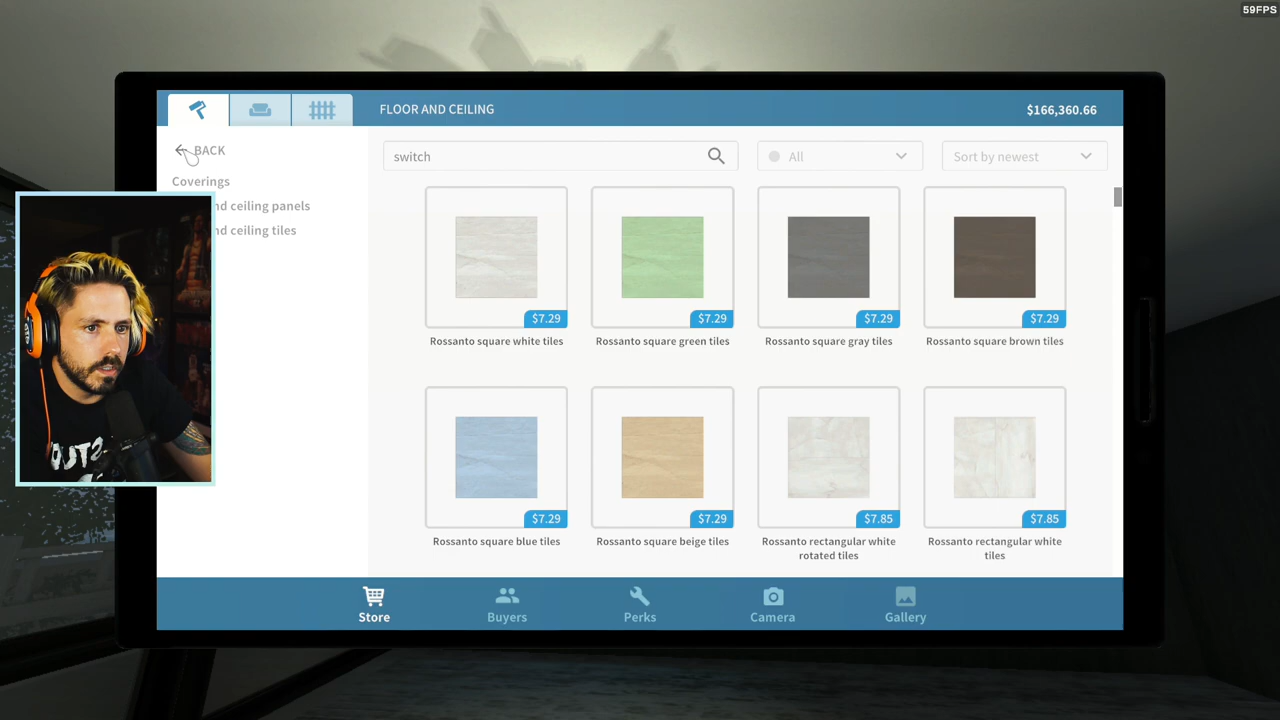 59FPS
FLOOR AND CEILING
$166,360.66
BACK
switch
All
Sort by newest
Coverings
nd ceiling panels
nd ceiling tiles
$7.29
$7.29
$7.29
$7.29
Rossanto square white tiles
Rossanto square green tiles
Rossanto square gray tiles
Rossanto square brown tiles
$7.29
$7.29
$7.85
$7.85
Rossanto square blue tiles
Rossanto square beige tiles
Rossanto rectangular white
rotated tiles
Rossanto rectangular white
tiles
Store
Buyers
Perks
Camera
Gallery